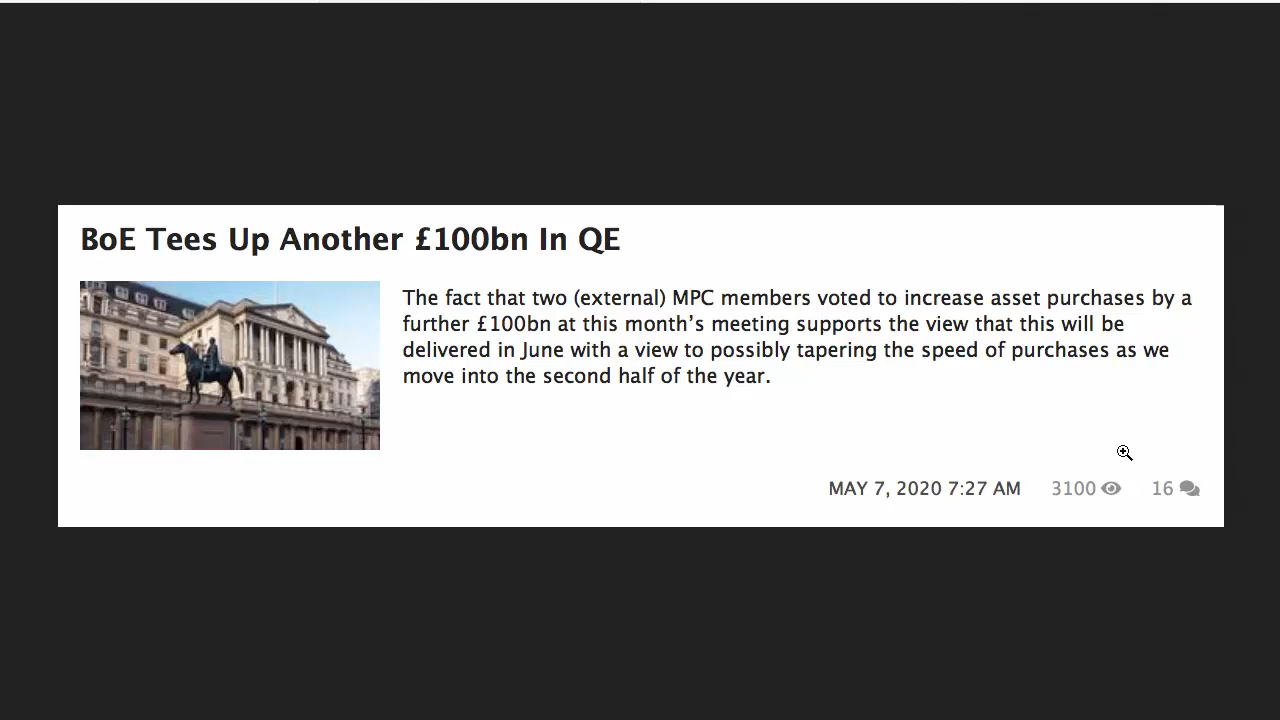 BoE Tees Up Another £100bn In QE
The fact that two (external) MPC members voted to increase asset purchases by a
further £100bn at this month’s meeting supports the view that this will be
delivered in June with a view to possibly tapering the speed of purchases as we
move into the second half of the year.
MAY 7, 2020 7:27 AM 3100 16